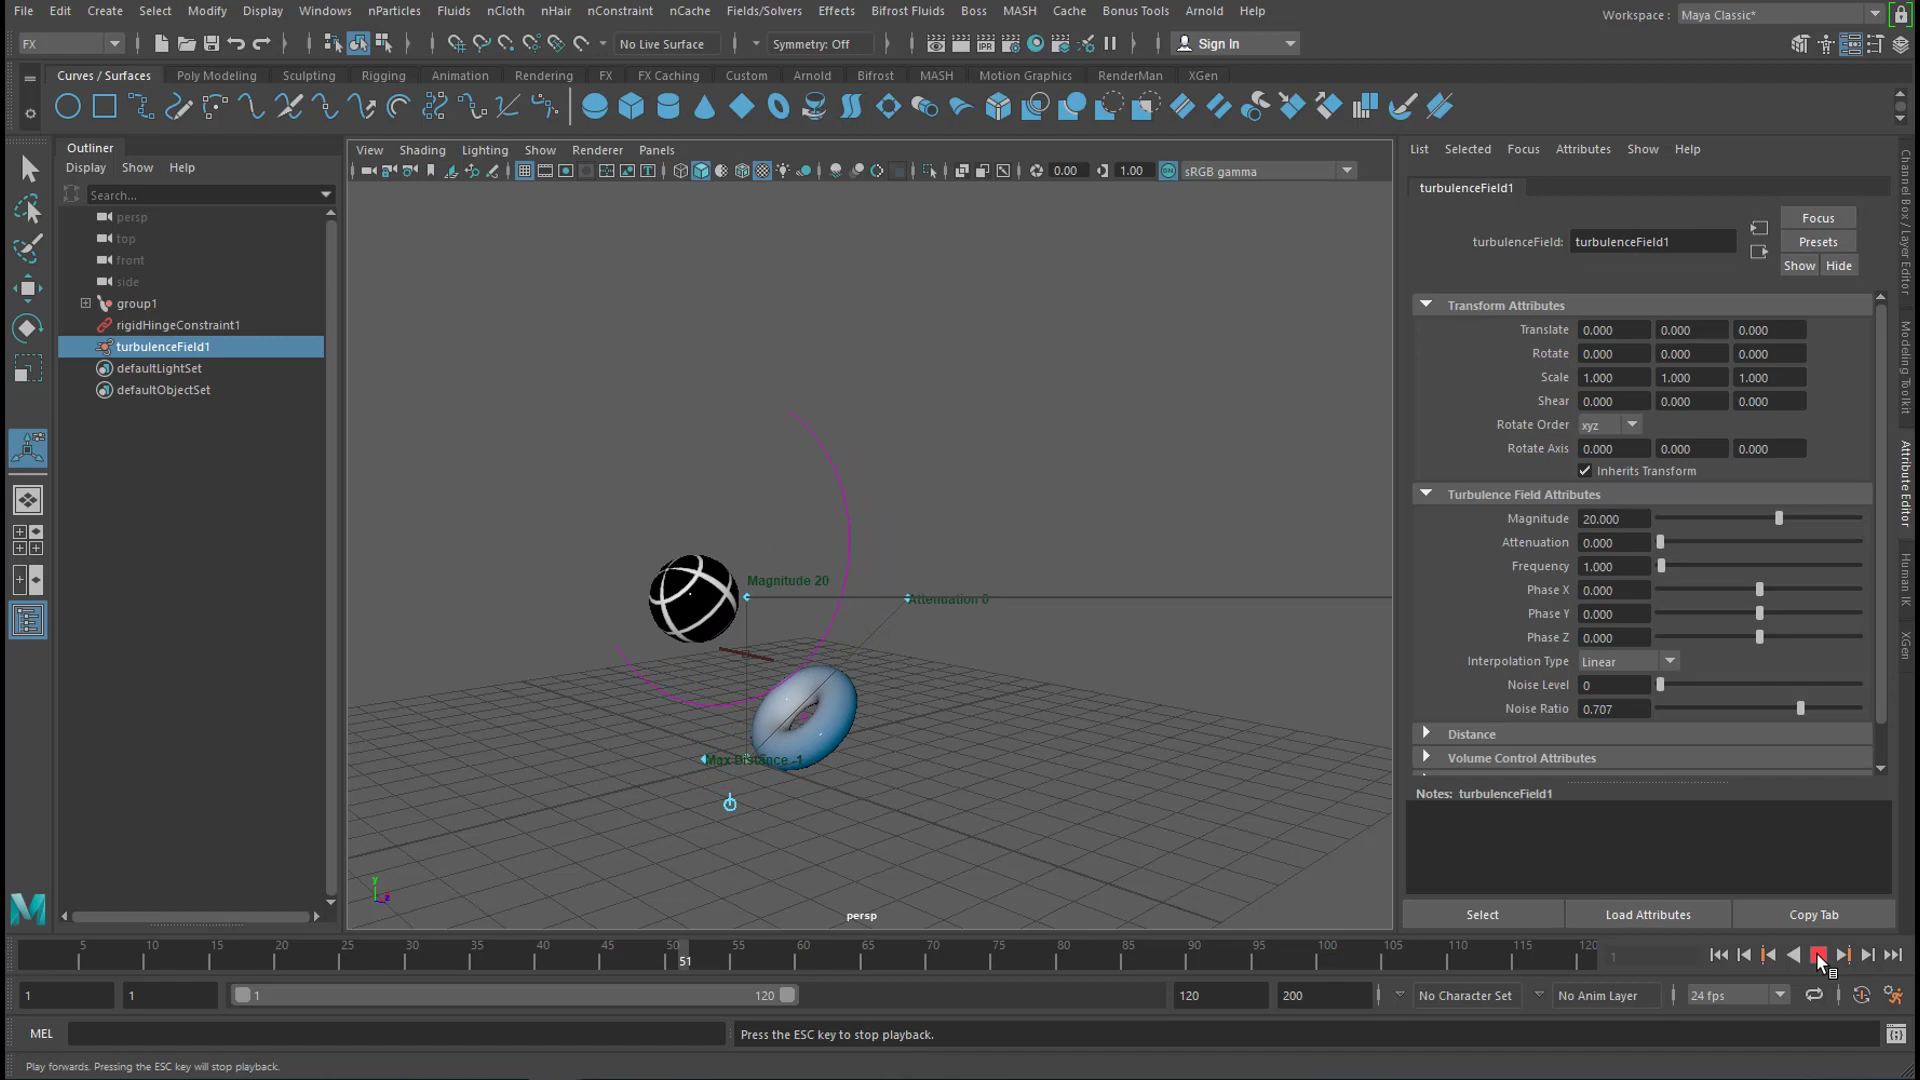 File Edit Create Select Modify Display Windows nParticles Fluids nCloth nHair nConstraint nCache Fields/Solvers Effects Bifrost Fluids Boss MASH Cache Bonus Tools Arnold Help
Workspace : Maya Classic*
FX No Live Surface Symmetry: Off Sign In
Curves / Surfaces Poly Modeling Sculpting Rigging Animation Rendering FX FX Caching Custom Arnold Bifrost MASH Motion Graphics RenderMan XGen
Outliner
Display Show Help
Search...
persp
top
front
side
group1
rigidHingeConstraint1
turbulenceField1
defaultLightSet
defaultObjectSet
View Shading Lighting Show Renderer Panels
0.00 1.00 ON sRGB gamma
Magnitude 20
Attenuation 0
Max Distance -1
y
z
persp
List Selected Focus Attributes Show Help
turbulenceField1
turbulenceField: turbulenceField1
Focus
Presets
Show Hide
Transform Attributes
Translate 0.000 0.000 0.000
Rotate 0.000 0.000 0.000
Scale 1.000 1.000 1.000
Shear 0.000 0.000 0.000
Rotate Order xyz
Rotate Axis 0.000 0.000 0.000
Inherits Transform
Turbulence Field Attributes
Magnitude 20.000
Attenuation 0.000
Frequency 1.000
Phase X 0.000
Phase Y 0.000
Phase Z 0.000
Interpolation Type Linear
Noise Level 0
Noise Ratio 0.707
Distance
Volume Control Attributes
Notes: turbulenceField1
Select Load Attributes Copy Tab
Channel Box / Layer Editor
Modeling Toolkit
Attribute Editor
Human IK
XGen
5 10 15 20 25 30 35 40 45 50 55 60 65 70 75 80 85 90 95 100 105 110 115 120
51
1
1 1 1 120 120 200 No Character Set No Anim Layer 24 fps
MEL Press the ESC key to stop playback.
Play forwards. Pressing the ESC key will stop playback.